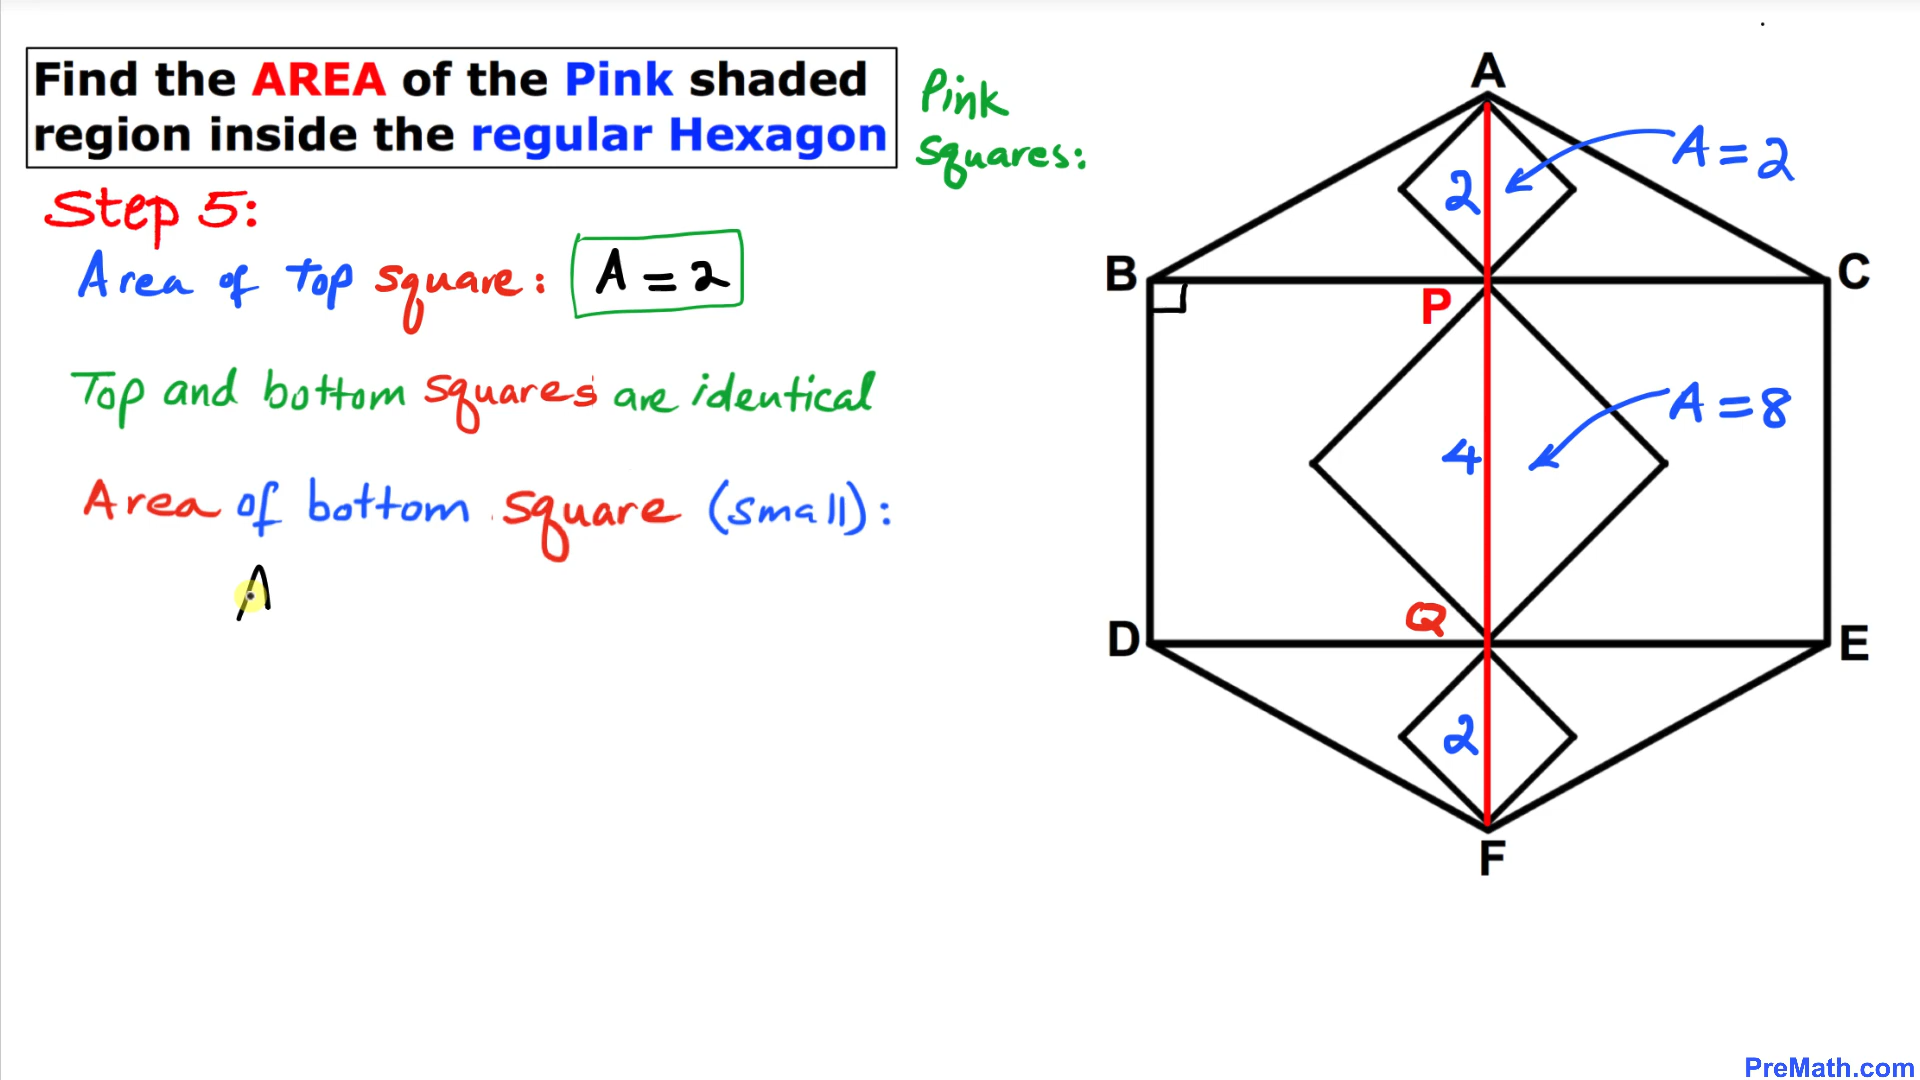 Find the AREA of the Pink shaded
region inside the regular Hexagon
Pink
squares:
Step 5:
Area of top square: A = 2
Top and bottom squares are identical
Area of bottom square (small):
A
A
A = 2
2
B
C
P
A = 8
4
Q
D
E
2
F
PreMath.com